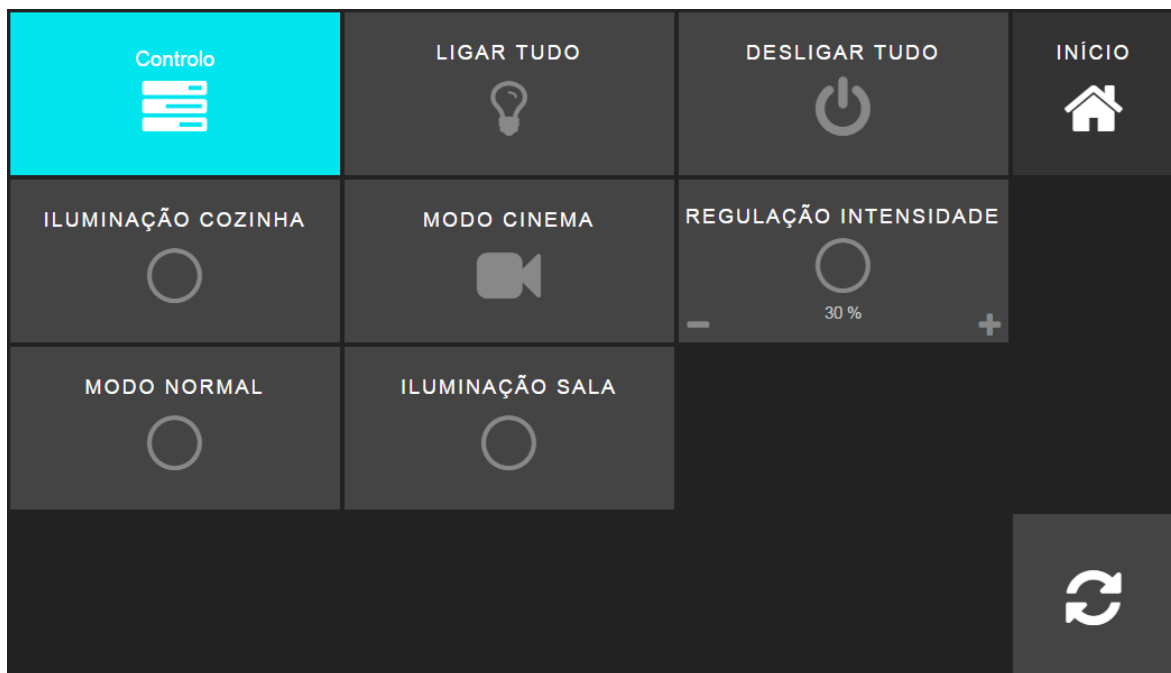 Controlo
LIGAR TUDO
DESLIGAR TUDO
INÍCIO
ILUMINAÇÃO COZINHA
MODO CINEMA
REGULAÇÃO INTENSIDADE
30 %
MODO NORMAL
ILUMINAÇÃO SALA